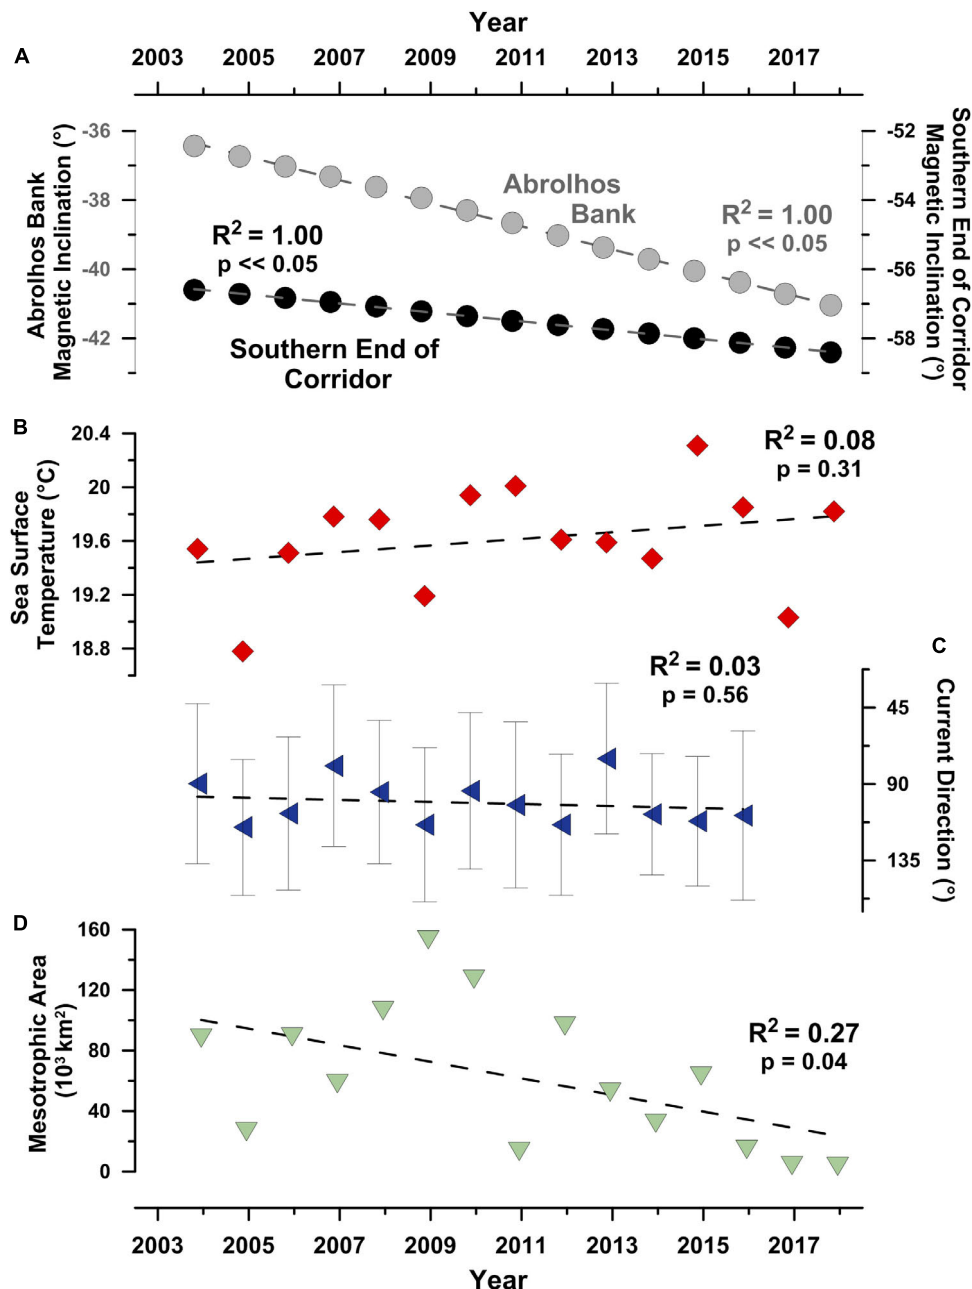 Year
A
2003 2005 2007 2009 2011 2013 2015 2017
Abrolhos Bank
Magnetic Inclination (°)
-36
-38
-40
-42
Abrolhos
Bank
R² = 1.00
p << 0.05
R² = 1.00
p << 0.05
Southern End of
Corridor
-52
-54
-56
-58
Southern End of Corridor
Magnetic Inclination (°)
B
Sea Surface
Temperature (°C)
20.4
20
19.6
19.2
18.8
R² = 0.08
p = 0.31
C
R² = 0.03
p = 0.56
45
90
135
Current Direction (°)
D
Mesotrophic Area
(10³ km²)
160
120
80
40
0
R² = 0.27
p = 0.04
2003 2005 2007 2009 2011 2013 2015 2017
Year